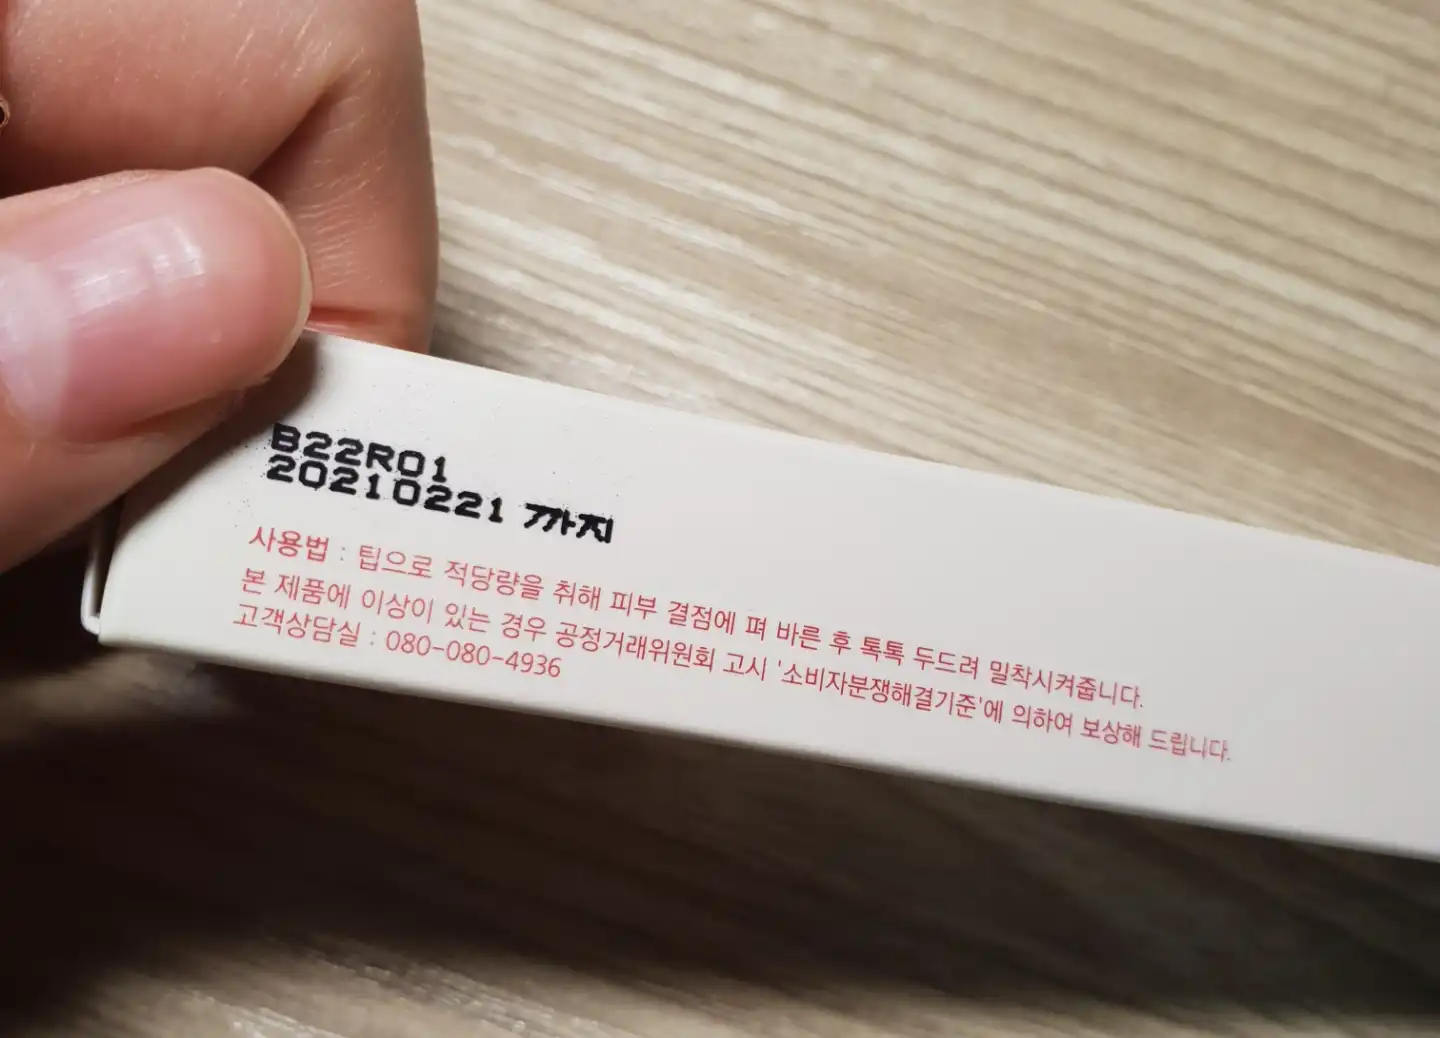 B22R01
20210221 까지
사용법 : 팁으로 적당량을 취해 피부 결점에 펴 바른 후 톡톡 두드려 밀착시켜줍니다.
본 제품에 이상이 있는 경우 공정거래위원회 고시 '소비자분쟁해결기준'에 의하여 보상해 드립니다.
고객상담실 : 080-080-4936